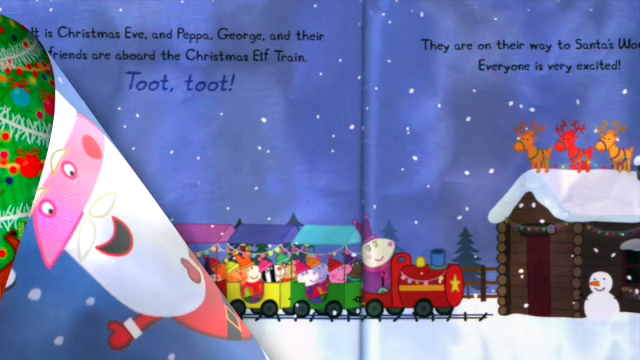 It is Christmas Eve, and Peppa, George, and their
friends are aboard the Christmas Elf Train.
Toot, toot!
They are on their way to Santa's
Everyone is very excited!